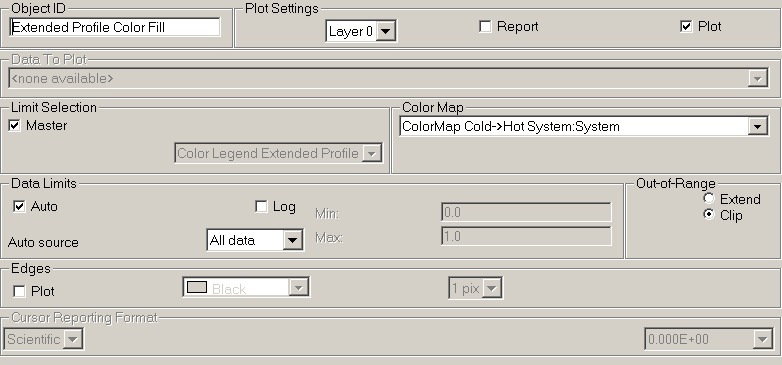 Object ID Plot Settings
Extended Profile Color Fill Layer 0 Report Plot
Data To Plot
<none available>
Limit Selection Color Map
Master ColorMap Cold->Hot System:System
Color Legend Extended Profile
Data Limits Out-of-Range
Auto Log Min: 0.0 Extend
Clip
Auto source All data Max: 1.0
Edges
Plot Black 1 pix
Cursor Reporting Format
Scientific 0.000E+00